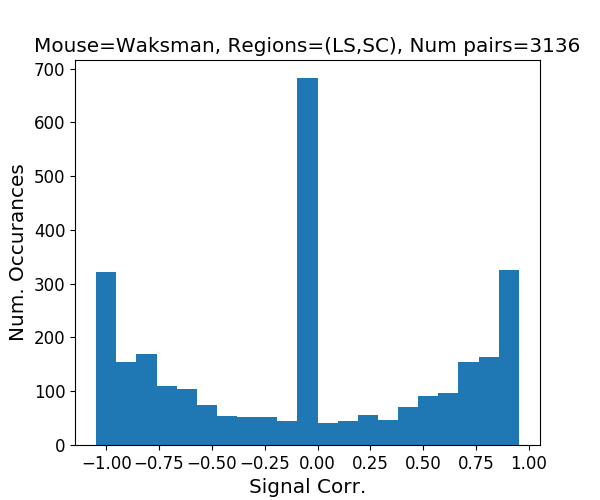 Mouse=Waksman, Regions=(LS,SC), Num pairs=3136
700
600
500
400
300
200
100
0
Num. Occurances
−1.00 −0.75 −0.50 −0.25 0.00 0.25 0.50 0.75 1.00
Signal Corr.